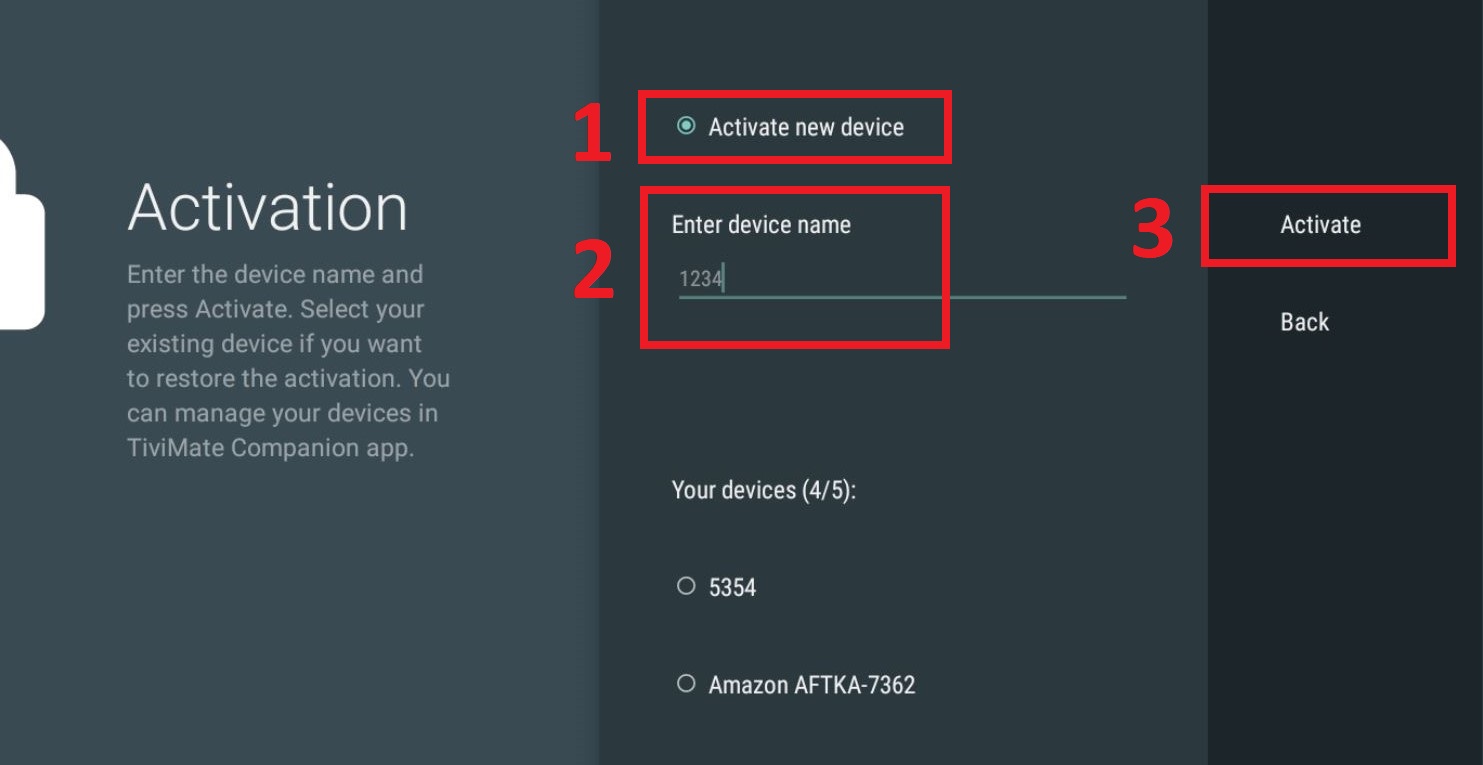 Activation
Enter the device name and
press Activate. Select your
existing device if you want
to restore the activation. You
can manage your devices in
TiviMate Companion app.
1
Activate new device
2
Enter device name
1234
Your devices (4/5):
5354
Amazon AFTKA-7362
3
Activate
Back